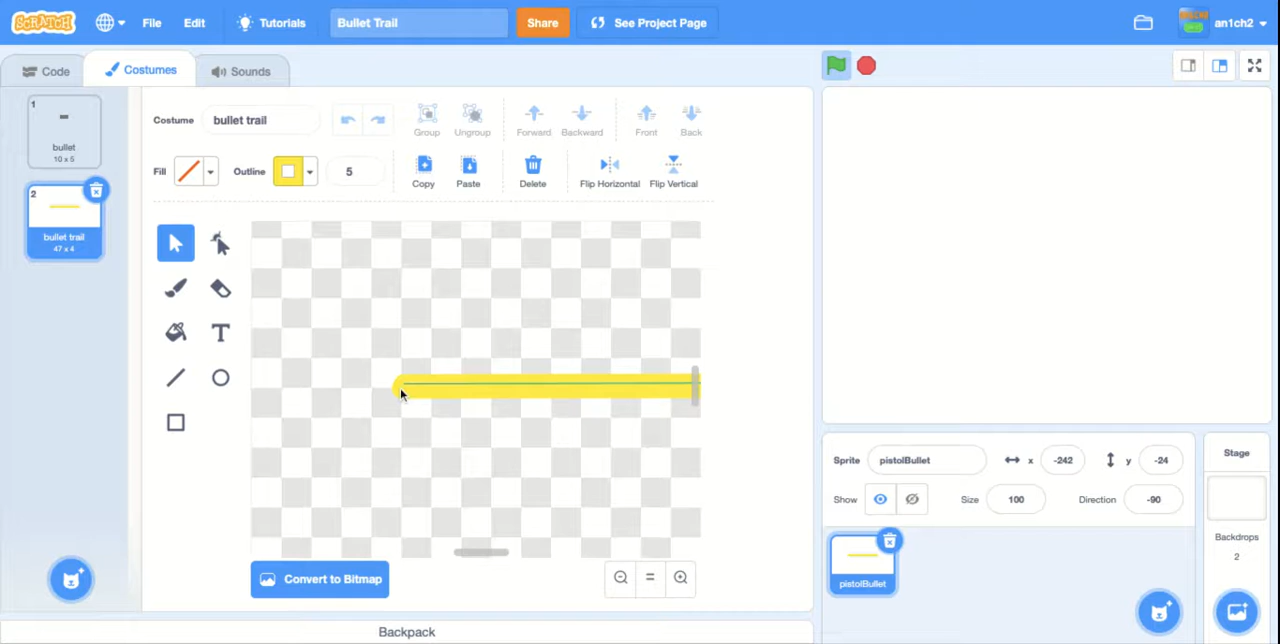 SCRATCH File Edit Tutorials Bullet Trail Share See Project Page an1ch2
Code Costumes Sounds
1
bullet
10 x 5
2
bullet trail
47 x 4
Costume bullet trail Group Ungroup Forward Backward Front Back
Fill Outline 5 Copy Paste Delete Flip Horizontal Flip Vertical
T
Convert to Bitmap
Backpack
Sprite pistolBullet x -242 y -24
Show Size 100 Direction -90
pistolBullet
Stage
Backdrops
2